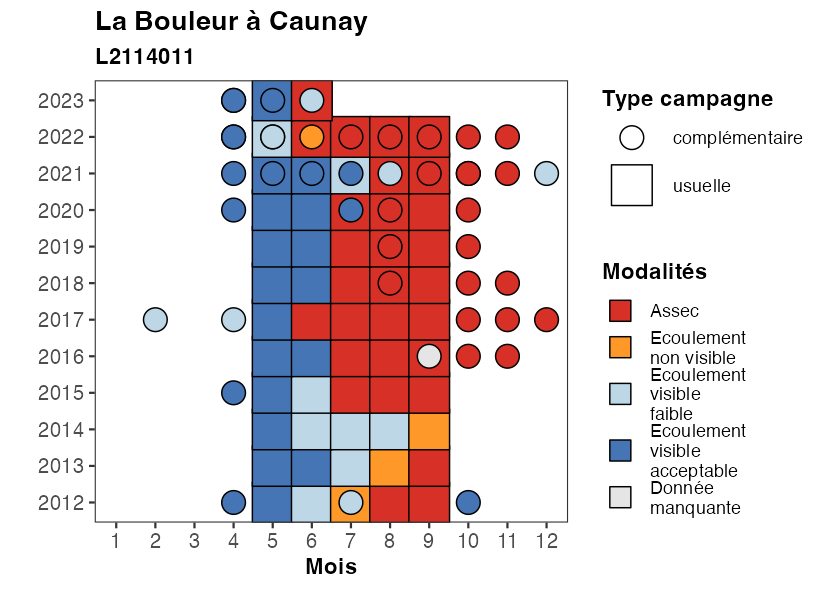 La Bouleur à Caunay
L2114011
2023
2022
2021
2020
2019
2018
2017
2016
2015
2014
2013
2012
1 2 3 4 5 6 7 8 9 10 11 12
Mois
Type campagne
complémentaire
usuelle
Modalités
Assec
Ecoulement
non visible
Ecoulement
visible
faible
Ecoulement
visible
acceptable
Donnée
manquante